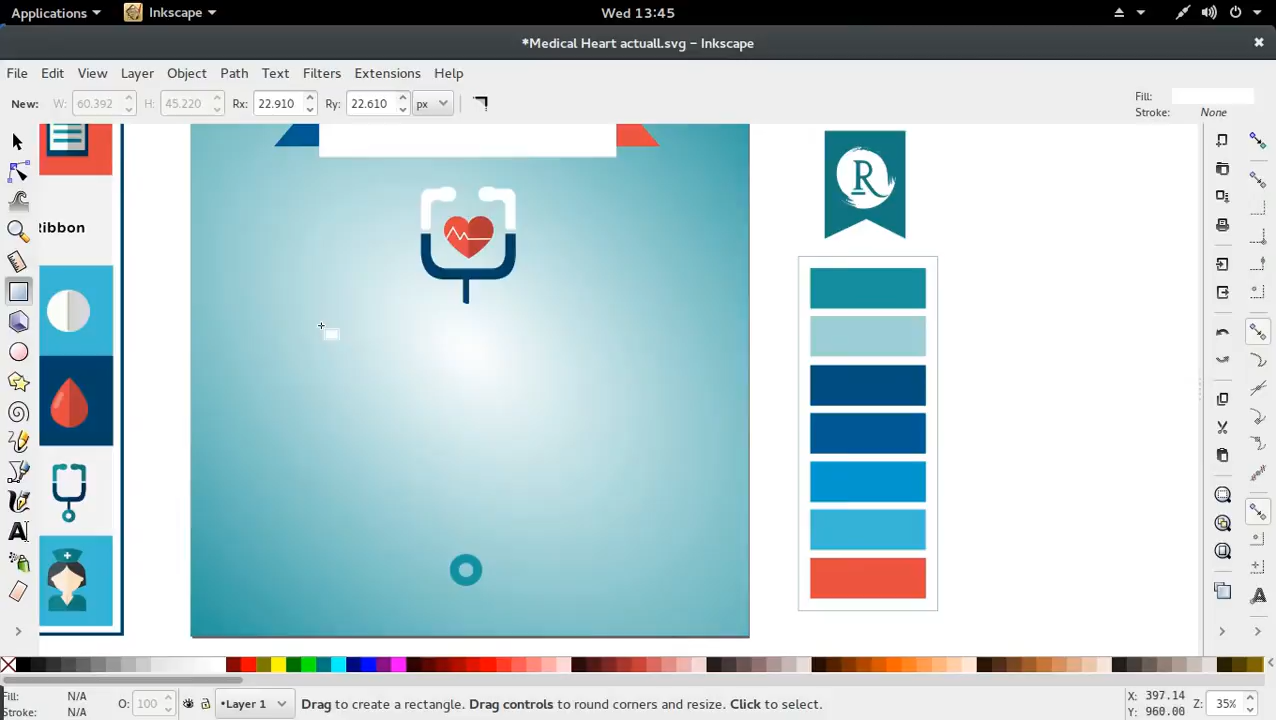 Applications Inkscape Wed 13:45
*Medical Heart actuall.svg – Inkscape
File Edit View Layer Object Path Text Filters Extensions Help
New: W: 60.392 H: 45.220 Rx: 22.910 Ry: 22.610 px Fill:
Stroke: None
R
Ribbon
Fill: N/A O: 100 •Layer 1 Drag to create a rectangle. Drag controls to round corners and resize. Click to select. X: 397.14 Z: 35%
Stroke: N/A Y: 960.00